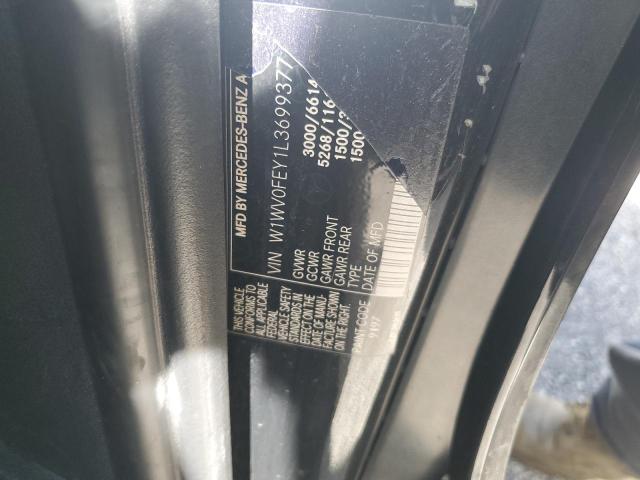 MFD BY MERCEDES-BENZ A
VIN W1WV0FEY1L3699377
GVWR 3000/6614
GCWR 5268/116
GAWR FRONT 1500/3
GAWR REAR 1500
TYPE
DATE OF MFD
THIS VEHICLE
CONFORMS TO
ALL APPLICABLE
FEDERAL
VEHICLE SAFETY
STANDARDS IN
EFFECT ON THE
DATE OF MANU-
FACTURE SHOWN
ON THE RIGHT.
PAINT CODE
9197